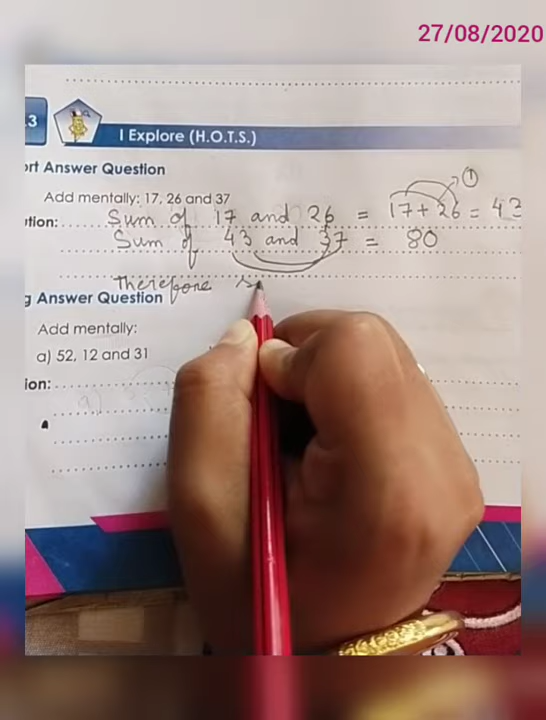 27/08/2020
3
I Explore (H.O.T.S.)
ort Answer Question
Add mentally: 17, 26 and 37
1
ution: Sum of 17 and 26 = 17+26 = 43
Sum of 43 and 37 = 80
Therefore
g Answer Question
Add mentally:
a) 52, 12 and 31
ion:
a)